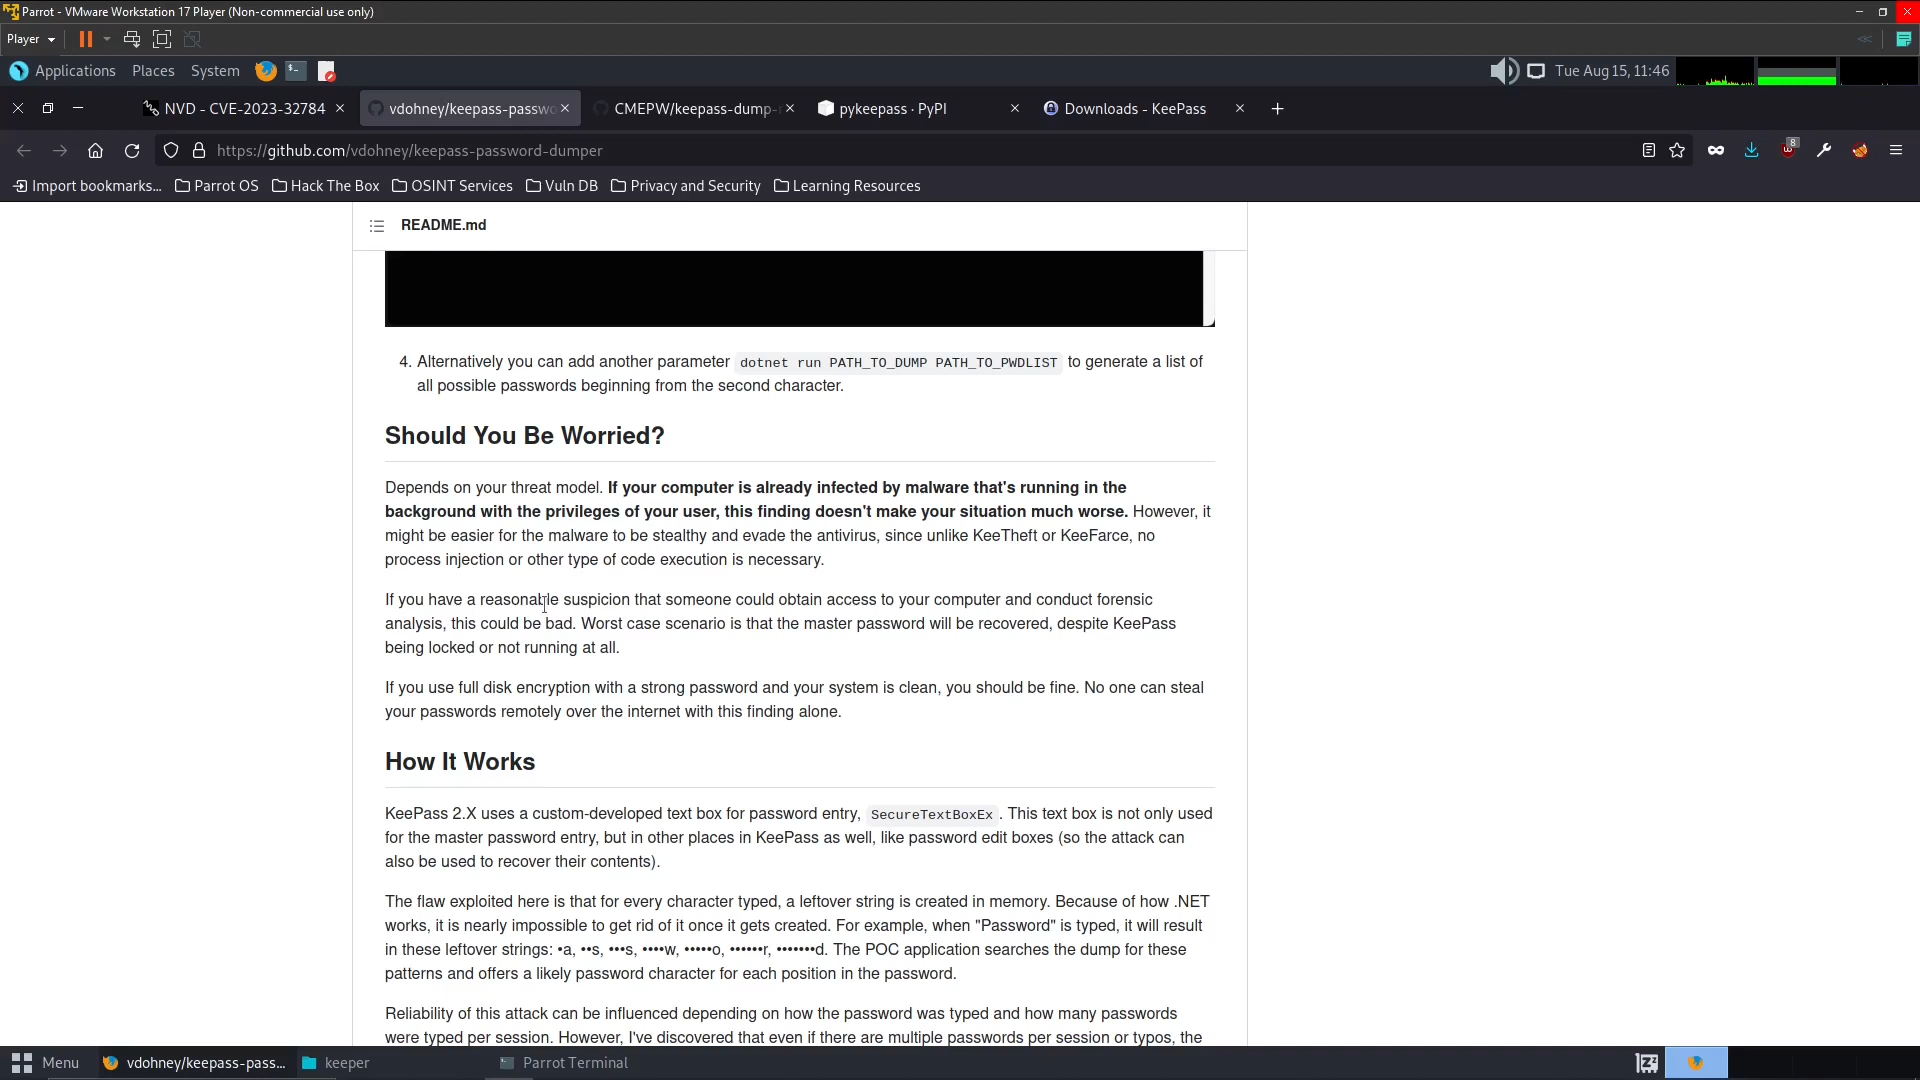 Parrot - VMware Workstation 17 Player (Non-commercial use only)
Player
Applications Places System
Tue Aug 15, 11:46
NVD - CVE-2023-32784
vdohney/keepass-passwo
CMEPW/keepass-dump-
pykeepass · PyPI
Downloads - KeePass
https://github.com/vdohney/keepass-password-dumper
8
Import bookmarks...
Parrot OS
Hack The Box
OSINT Services
Vuln DB
Privacy and Security
Learning Resources
README.md
4. Alternatively you can add another parameter dotnet run PATH_TO_DUMP PATH_TO_PWDLIST to generate a list of
all possible passwords beginning from the second character.
Should You Be Worried?
Depends on your threat model. If your computer is already infected by malware that's running in the
background with the privileges of your user, this finding doesn't make your situation much worse. However, it
might be easier for the malware to be stealthy and evade the antivirus, since unlike KeeTheft or KeeFarce, no
process injection or other type of code execution is necessary.
If you have a reasonable suspicion that someone could obtain access to your computer and conduct forensic
analysis, this could be bad. Worst case scenario is that the master password will be recovered, despite KeePass
being locked or not running at all.
If you use full disk encryption with a strong password and your system is clean, you should be fine. No one can steal
your passwords remotely over the internet with this finding alone.
How It Works
KeePass 2.X uses a custom-developed text box for password entry, SecureTextBoxEx. This text box is not only used
for the master password entry, but in other places in KeePass as well, like password edit boxes (so the attack can
also be used to recover their contents).
The flaw exploited here is that for every character typed, a leftover string is created in memory. Because of how .NET
works, it is nearly impossible to get rid of it once it gets created. For example, when "Password" is typed, it will result
in these leftover strings: •a, ••s, •••s, ••••w, •••••o, ••••••r, •••••••d. The POC application searches the dump for these
patterns and offers a likely password character for each position in the password.
Reliability of this attack can be influenced depending on how the password was typed and how many passwords
were typed per session. However, I've discovered that even if there are multiple passwords per session or typos, the
Menu
vdohney/keepass-pass...
keeper
Parrot Terminal